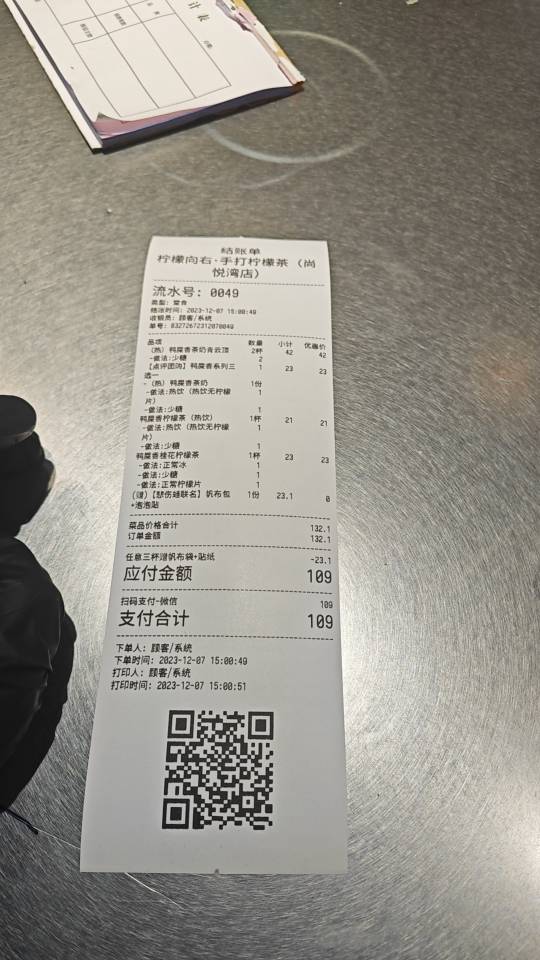 计表
结账单
柠檬向右·手打柠檬茶（尚
悦湾店）
流水号：0049
类型：堂食
结账时间：2023-12-07 15:00:49
收银员：顾客/系统
单号：83272672312070049
品项 数量 小计 优惠价
（热）鸭屎香茶奶青云顶 2杯 42 42
-做法:少糖 2
【点评团购】鸭屎香系列三 1 23 23
选一
-（热）鸭屎香茶奶 1份
-做法:热饮（热饮无柠檬 1
片）
-做法:少糖 1
鸭屎香柠檬茶（热饮） 1杯 21 21
-做法:热饮（热饮无柠檬 1
片）
-做法:少糖 1
鸭屎香桂花柠檬茶 1杯 23 23
-做法:正常冰 1
-做法:少糖 1
-做法:正常柠檬片 1
（赠）【悲伤蛙联名】帆布包 1份 23.1 0
+泡泡贴
菜品价格合计 132.1
订单金额 132.1
任意三杯赠帆布袋+贴纸 -23.1
应付金额 109
扫码支付-微信 109
支付合计 109
下单人：顾客/系统
下单时间：2023-12-07 15:00:49
打印人：顾客/系统
打印时间：2023-12-07 15:00:51